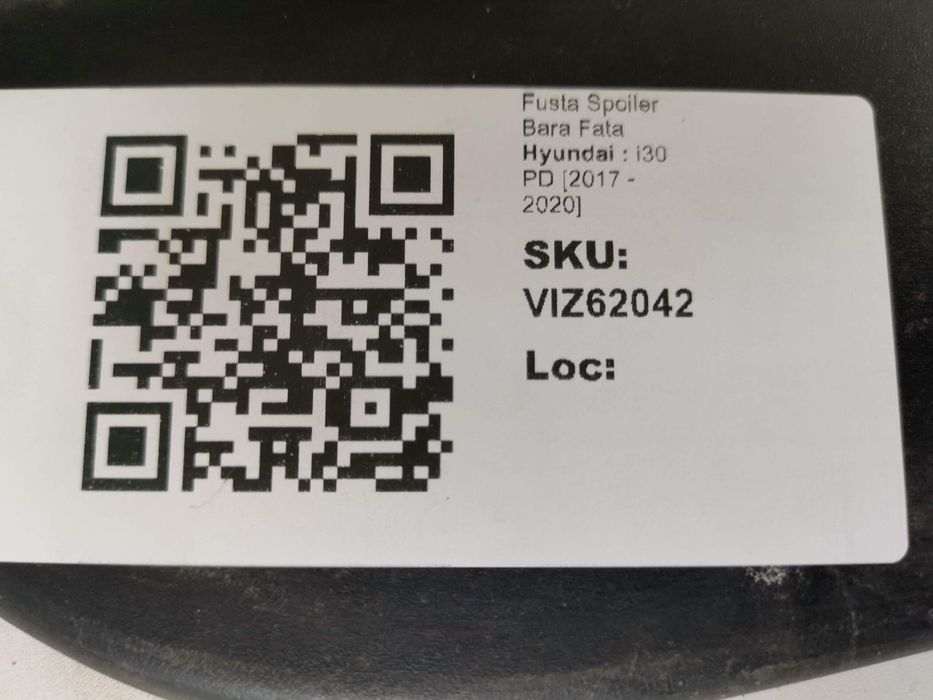 Fusta Spoiler
Bara Fata
Hyundai : i30
PD [2017 -
2020]
SKU:
VIZ62042
Loc: